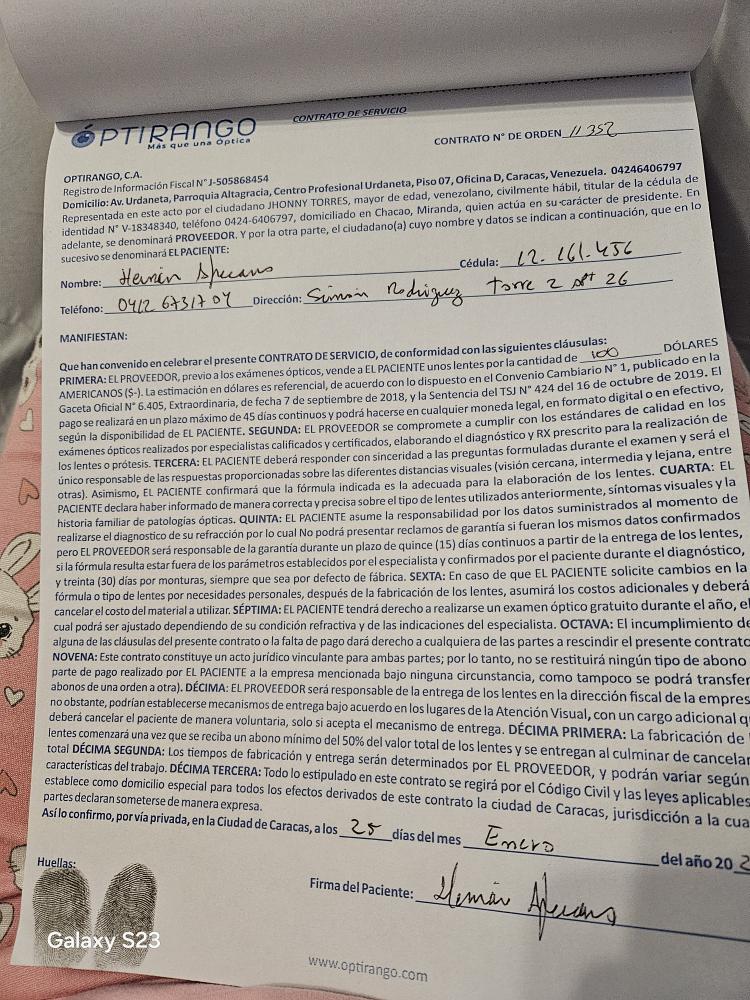 CONTRATO DE SERVICIO
OPTIRANGO
Más que una Óptica
CONTRATO N° DE ORDEN 11352
OPTIRANGO, C.A.
Registro de Información Fiscal N° J-505868454
Domicilio: Av. Urdaneta, Parroquia Altagracia, Centro Profesional Urdaneta, Piso 07, Oficina D, Caracas, Venezuela. 04246406797
Representada en este acto por el ciudadano JHONNY TORRES, mayor de edad, venezolano, civilmente hábil, titular de la cédula de
identidad N° V-18348340, teléfono 0424-6406797, domiciliado en Chacao, Miranda, quien actúa en su carácter de presidente. En
adelante, se denominará PROVEEDOR. Y por la otra parte, el ciudadano(a) cuyo nombre y datos se indican a continuación, que en lo
sucesivo se denominará EL PACIENTE:
Nombre: Hernán Cédula: 12.161.456
Teléfono: 0412 6731704 Dirección: Simón Rodriguez Torre 2 apt 26
MANIFIESTAN:
Que han convenido en celebrar el presente CONTRATO DE SERVICIO, de conformidad con las siguientes cláusulas:
PRIMERA: EL PROVEEDOR, previo a los exámenes ópticos, vende a EL PACIENTE unos lentes por la cantidad de 100 DÓLARES
AMERICANOS ($-). La estimación en dólares es referencial, de acuerdo con lo dispuesto en el Convenio Cambiario N° 1, publicado en la
Gaceta Oficial N° 6.405, Extraordinaria, de fecha 7 de septiembre de 2018, y la Sentencia del TSJ N° 424 del 16 de octubre de 2019. El
pago se realizará en un plazo máximo de 45 días continuos y podrá hacerse en cualquier moneda legal, en formato digital o en efectivo,
según la disponibilidad de EL PACIENTE. SEGUNDA: EL PROVEEDOR se compromete a cumplir con los estándares de calidad en los
exámenes ópticos realizados por especialistas calificados y certificados, elaborando el diagnóstico y RX prescrito para la realización de
los lentes o prótesis. TERCERA: EL PACIENTE deberá responder con sinceridad a las preguntas formuladas durante el examen y será el
único responsable de las respuestas proporcionadas sobre las diferentes distancias visuales (visión cercana, intermedia y lejana, entre
otras). Asimismo, EL PACIENTE confirmará que la fórmula indicada es la adecuada para la elaboración de los lentes. CUARTA: EL
PACIENTE declara haber informado de manera correcta y precisa sobre el tipo de lentes utilizados anteriormente, síntomas visuales y la
historia familiar de patologías ópticas. QUINTA: EL PACIENTE asume la responsabilidad por los datos suministrados al momento de
realizarse el diagnostico de su refracción por lo cual No podrá presentar reclamos de garantía si fueran los mismos datos confirmados
pero EL PROVEEDOR será responsable de la garantía durante un plazo de quince (15) días continuos a partir de la entrega de los lentes,
si la fórmula resulta estar fuera de los parámetros establecidos por el especialista y confirmados por el paciente durante el diagnóstico,
y treinta (30) días por monturas, siempre que sea por defecto de fábrica. SEXTA: En caso de que EL PACIENTE solicite cambios en la
fórmula o tipo de lentes por necesidades personales, después de la fabricación de los lentes, asumirá los costos adicionales y deberá
cancelar el costo del material a utilizar. SÉPTIMA: EL PACIENTE tendrá derecho a realizarse un examen óptico gratuito durante el año, el
cual podrá ser ajustado dependiendo de su condición refractiva y de las indicaciones del especialista. OCTAVA: El incumplimiento de
alguna de las cláusulas del presente contrato o la falta de pago dará derecho a cualquiera de las partes a rescindir el presente contrato
NOVENA: Este contrato constituye un acto jurídico vinculante para ambas partes; por lo tanto, no se restituirá ningún tipo de abono
parte de pago realizado por EL PACIENTE a la empresa mencionada bajo ninguna circunstancia, como tampoco se podrá transfer
abonos de una orden a otra). DÉCIMA: EL PROVEEDOR será responsable de la entrega de los lentes en la dirección fiscal de la empres
no obstante, podrían establecerse mecanismos de entrega bajo acuerdo en los lugares de la Atención Visual, con un cargo adicional q
deberá cancelar el paciente de manera voluntaria, solo si acepta el mecanismo de entrega. DÉCIMA PRIMERA: La fabricación de
lentes comenzará una vez que se reciba un abono mínimo del 50% del valor total de los lentes y se entregan al culminar de cancelar
total DÉCIMA SEGUNDA: Los tiempos de fabricación y entrega serán determinados por EL PROVEEDOR, y podrán variar según
características del trabajo. DÉCIMA TERCERA: Todo lo estipulado en este contrato se regirá por el Código Civil y las leyes aplicables
establece como domicilio especial para todos los efectos derivados de este contrato la ciudad de Caracas, jurisdicción a la cua
partes declaran someterse de manera expresa.
Así lo confirmo, por vía privada, en la Ciudad de Caracas, a los 25 días del mes Enero del año 202
Huellas:
Firma del Paciente: Hernán
Galaxy S23
www.optirango.com